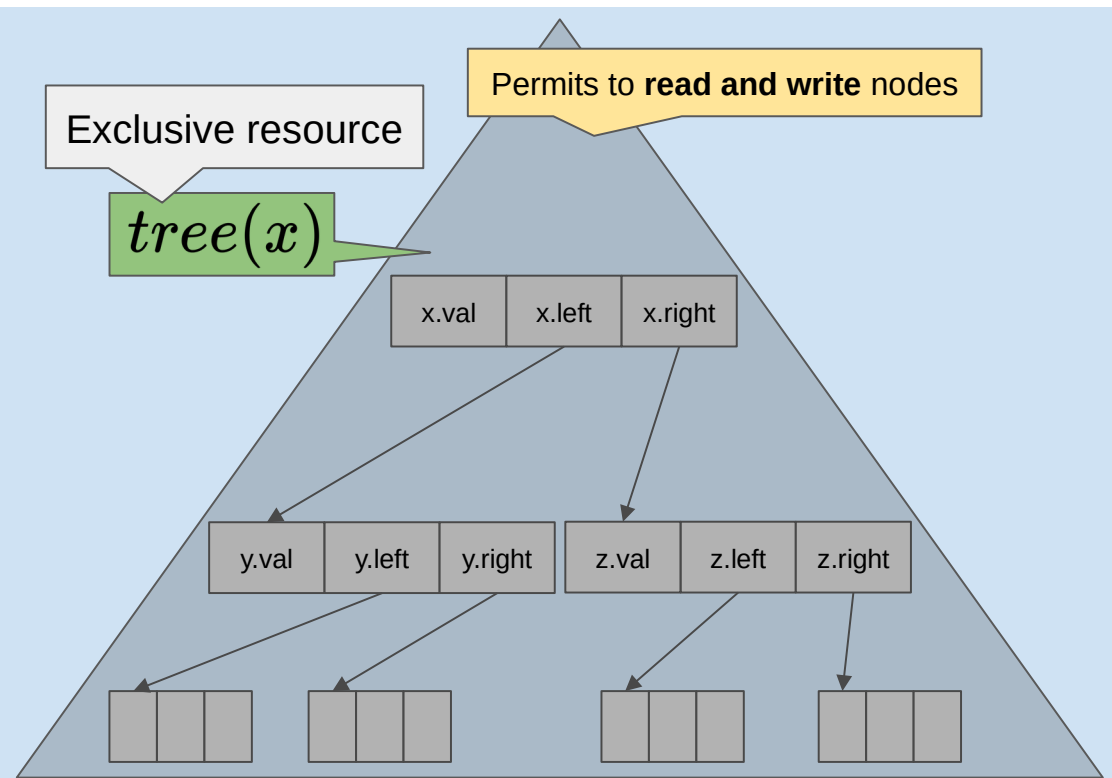 Permits to read and write nodes
Exclusive resource
tree(x)
x.val x.left x.right
y.val y.left y.right z.val z.left z.right